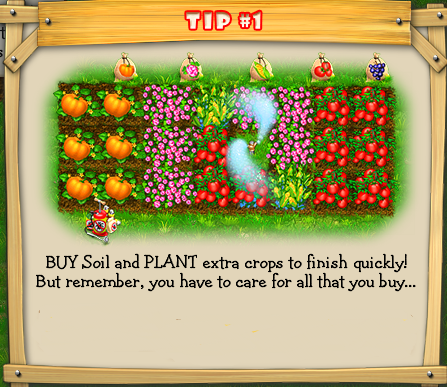 TIP #1
BUY Soil and PLANT extra crops to finish quickly!
But remember, you have to care for all that you buy...